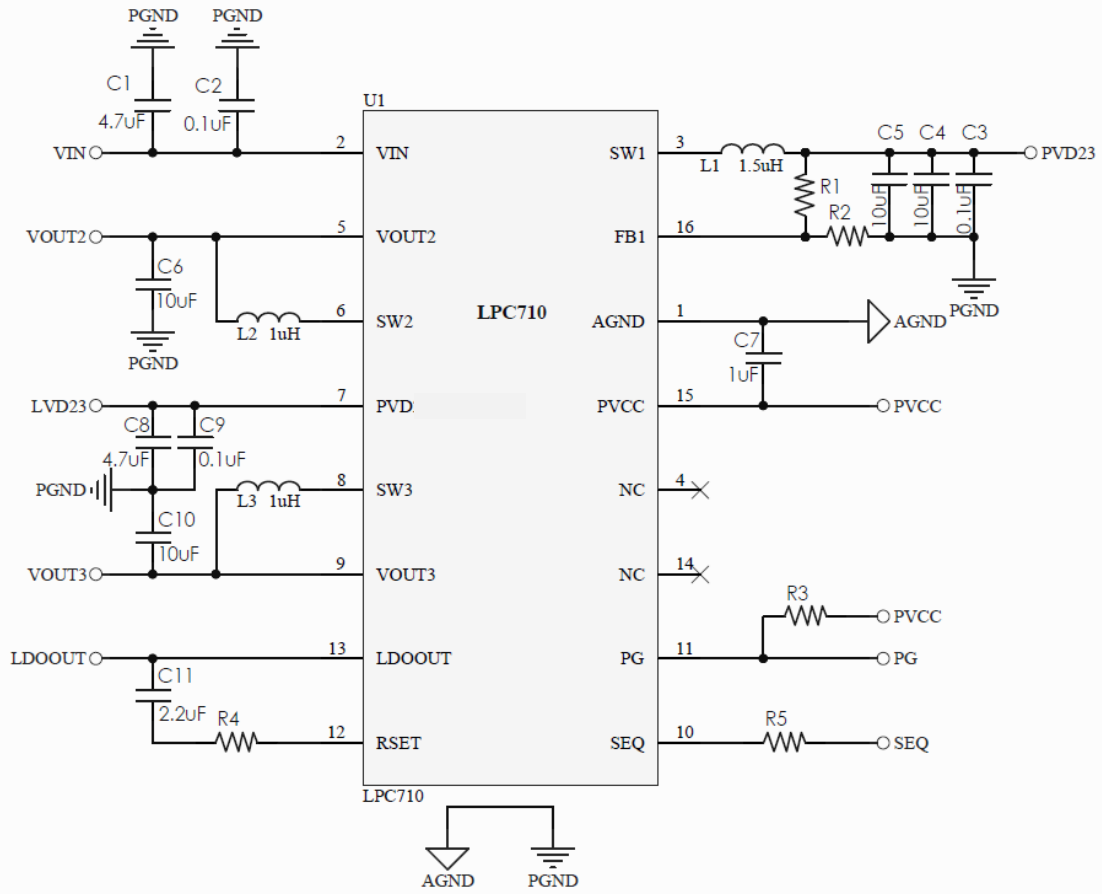 PGND PGND
C1 C2
4.7uF 0.1uF
U1
VIN 2 VIN SW1 3 L1 1.5uH C5 C4 C3 PVD23
R1 10uF 10uF 0.1uF
R2
VOUT2 5 VOUT2 FB1 16
C6
10uF
PGND
L2 1uH 6 SW2 LPC710 AGND 1 AGND PGND
C7
1uF
LVD23 7 PVD PVCC 15 PVCC
C8 C9
4.7uF 0.1uF
PGND L3 1uH 8 SW3 NC 4
C10
10uF
VOUT3 9 VOUT3 NC 14
R3 PVCC
LDOOUT 13 LDOOUT PG 11 PG
C11
2.2uF R4 12 RSET SEQ 10 R5 SEQ
LPC710
AGND PGND